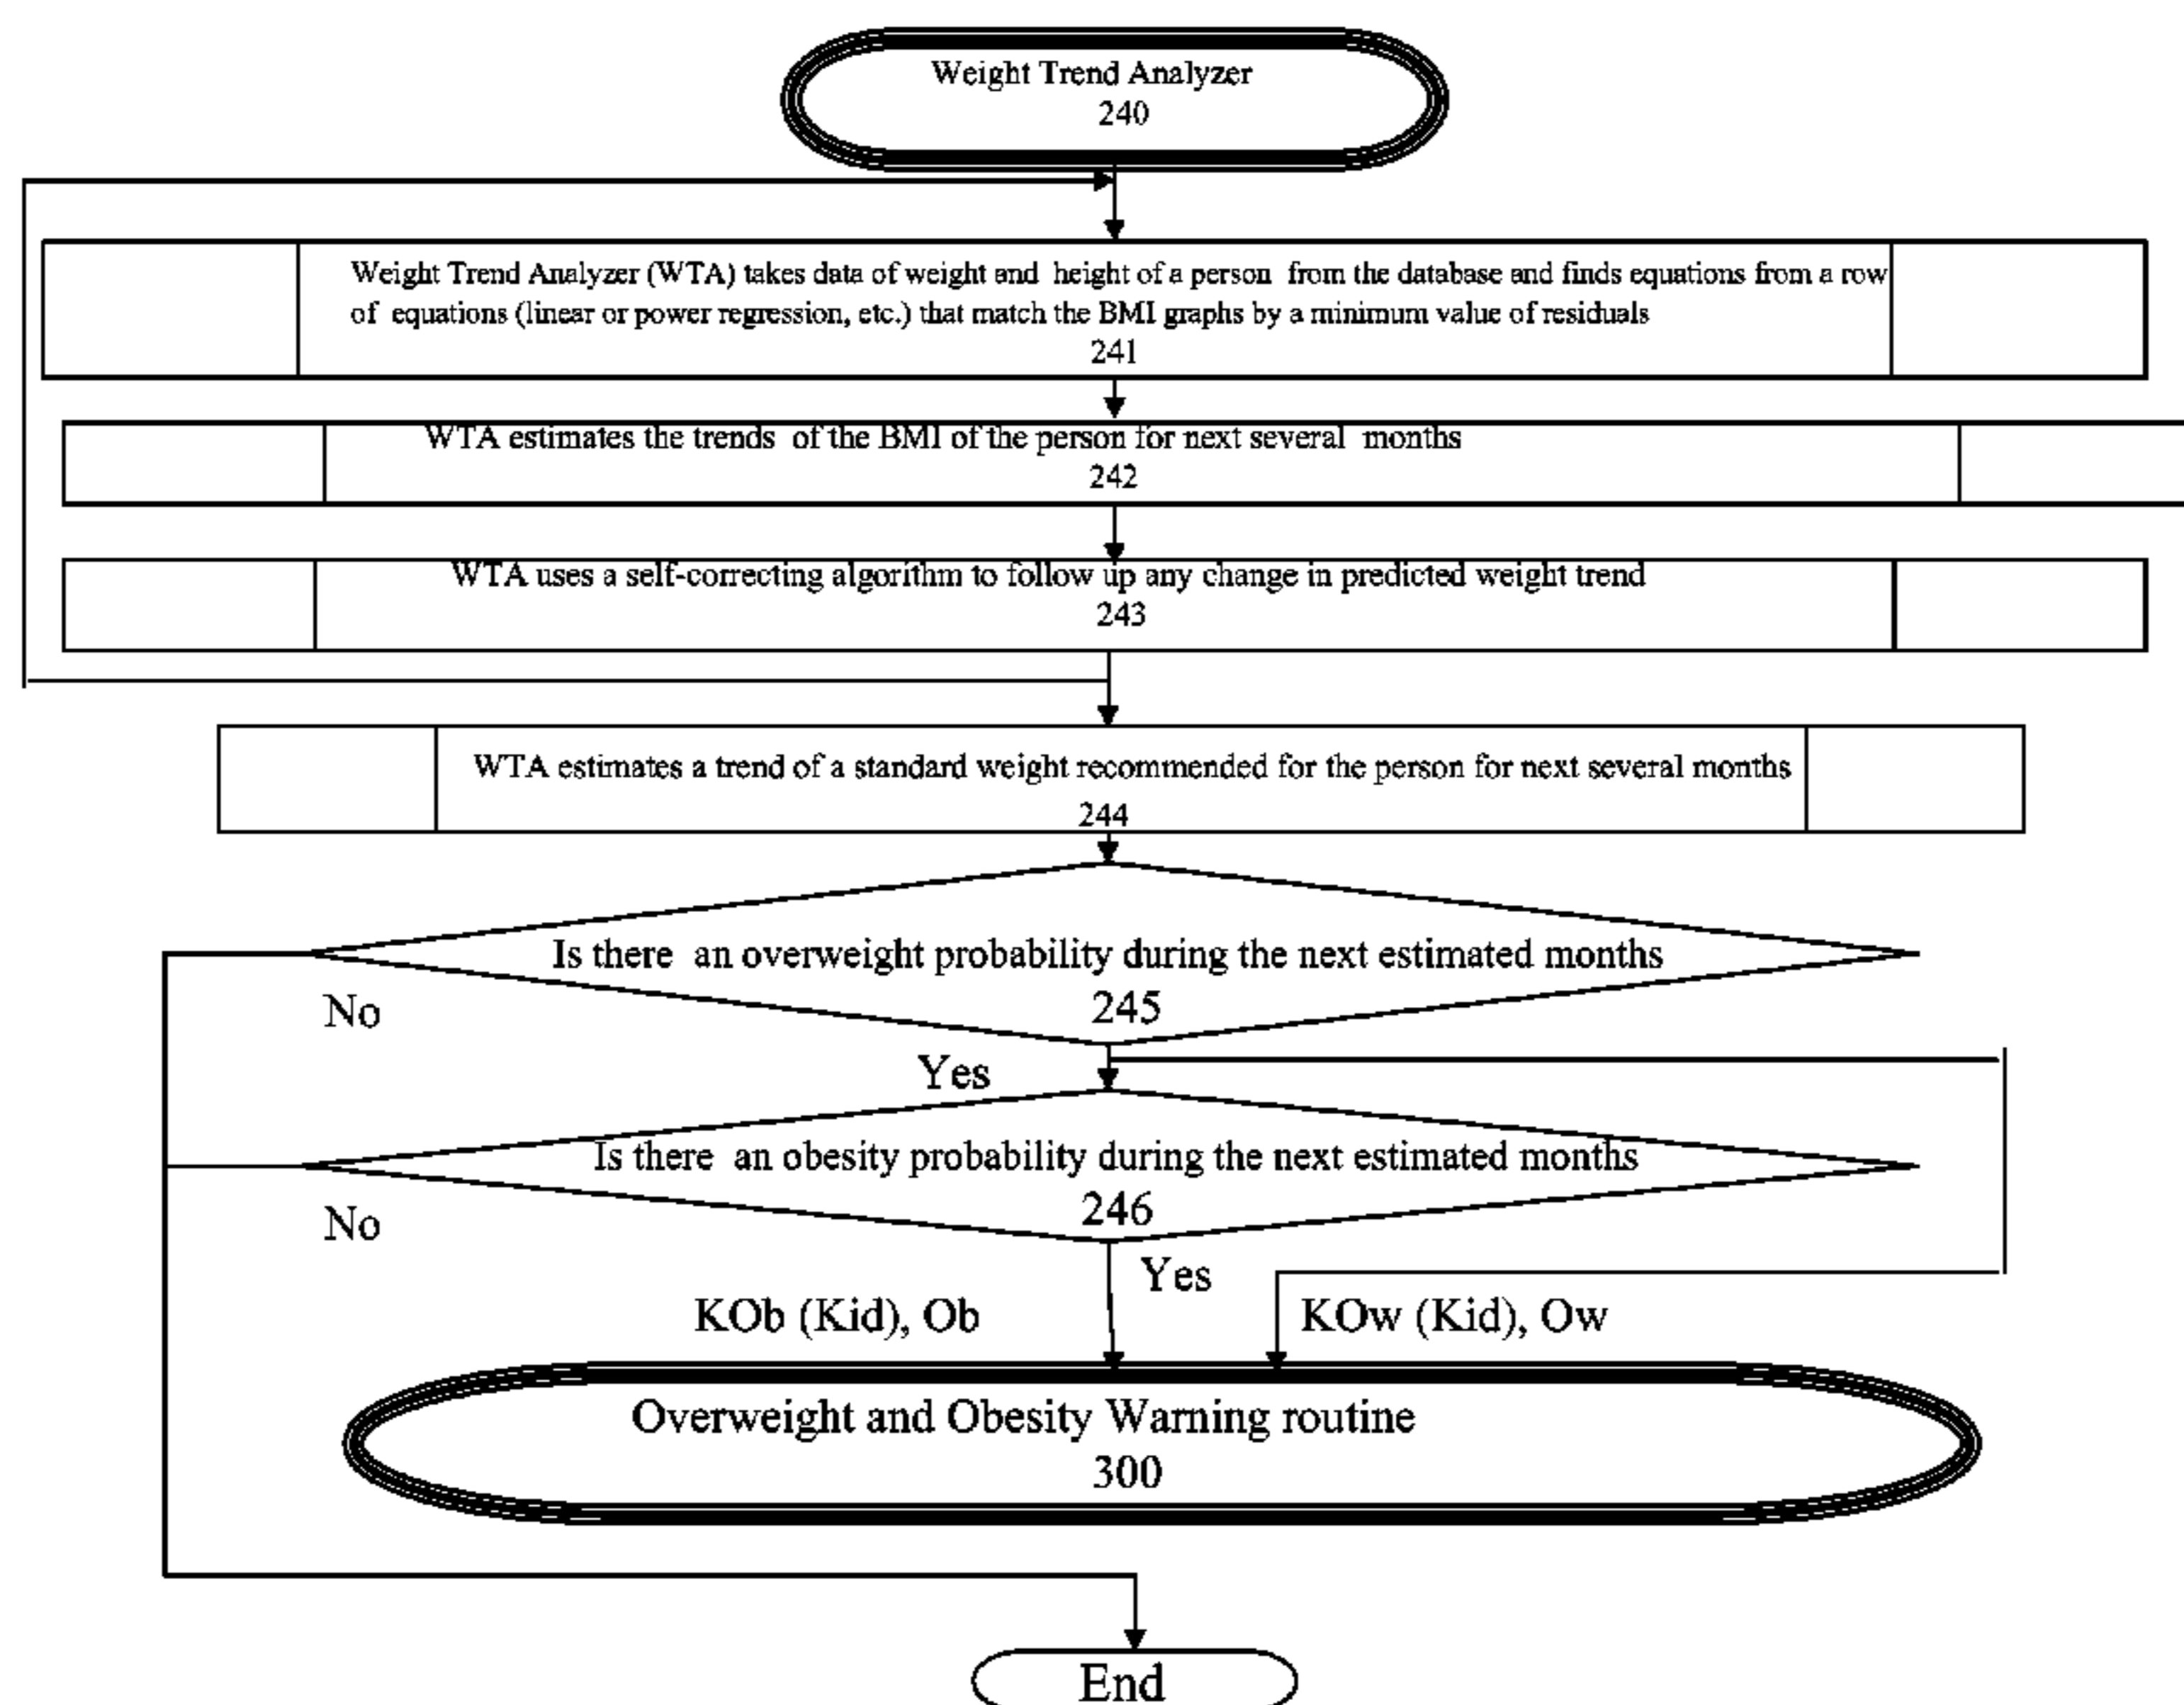 Weight Trend Analyzer
240
Weight Trend Analyzer (WTA) takes data of weight and height of a person from the database and finds equations from a row
of equations (linear or power regression, etc.) that match the BMI graphs by a minimum value of residuals
241
WTA estimates the trends of the BMI of the person for next several months
242
WTA uses a self-correcting algorithm to follow up any change in predicted weight trend
243
WTA estimates a trend of a standard weight recommended for the person for next several months
244
Is there an overweight probability during the next estimated months
245
No
Yes
Is there an obesity probability during the next estimated months
246
No
Yes
KOb (Kid), Ob
KOw (Kid), Ow
Overweight and Obesity Warning routine
300
End